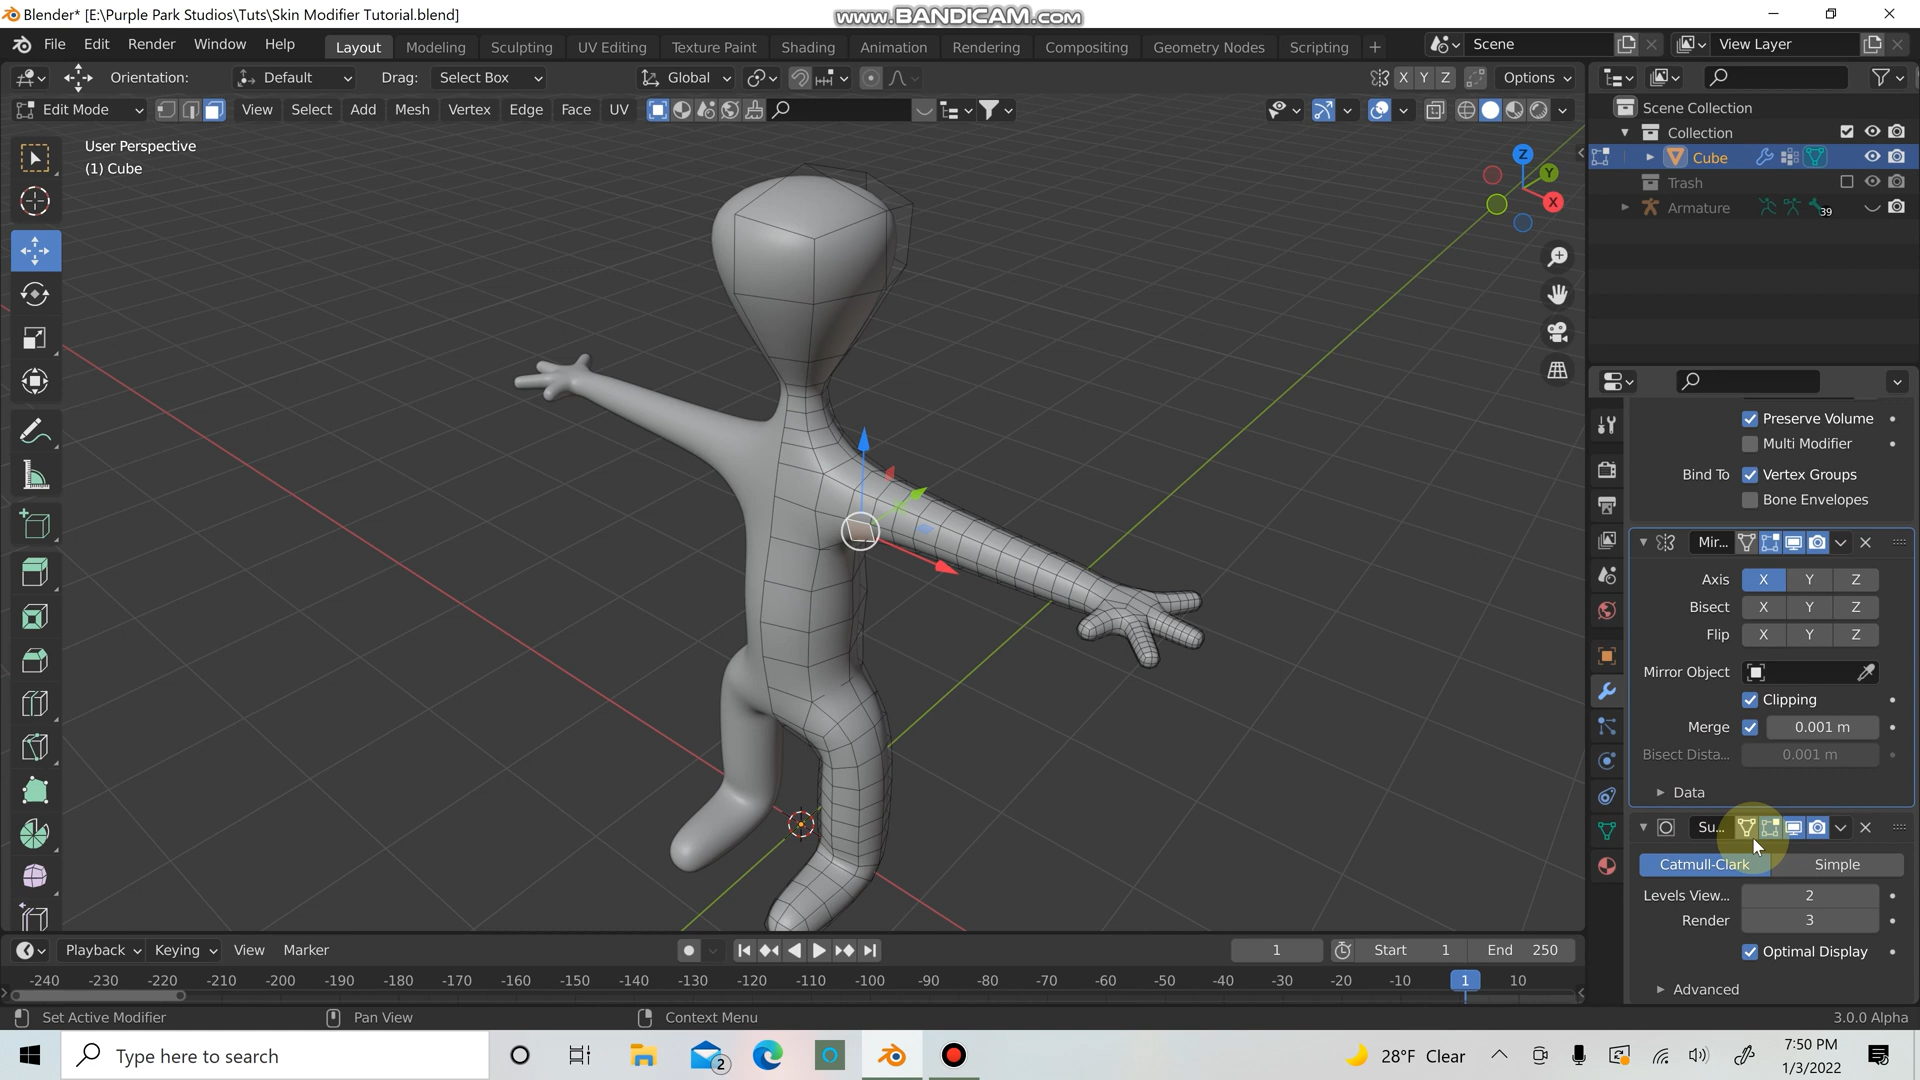 Blender* [E:\Purple Park Studios\Tuts\Skin Modifier Tutorial.blend]
www.BANDICAM.com
File Edit Render Window Help Layout Modeling Sculpting UV Editing Texture Paint Shading Animation Rendering Compositing Geometry Nodes Scripting + Scene View Layer
Orientation: Default Drag: Select Box Global X Y Z Options
Edit Mode View Select Add Mesh Vertex Edge Face UV
User Perspective
(1) Cube
Z
Y
X
Scene Collection
Collection
Cube
Trash
Armature 39
Preserve Volume
Multi Modifier
Bind To Vertex Groups
Bone Envelopes
Mir...
Axis X Y Z
Bisect X Y Z
Flip X Y Z
Mirror Object
Clipping
Merge 0.001 m
Bisect Dista... 0.001 m
Data
Su...
Catmull-Clark Simple
Levels View... 2
Render 3
Optimal Display
Advanced
Playback Keying View Marker 1 Start 1 End 250
-240 -230 -220 -210 -200 -190 -180 -170 -160 -150 -140 -130 -120 -110 -100 -90 -80 -70 -60 -50 -40 -30 -20 -10 1 10
Set Active Modifier Pan View Context Menu 3.0.0 Alpha
Type here to search 2 28°F Clear 7:50 PM
1/3/2022